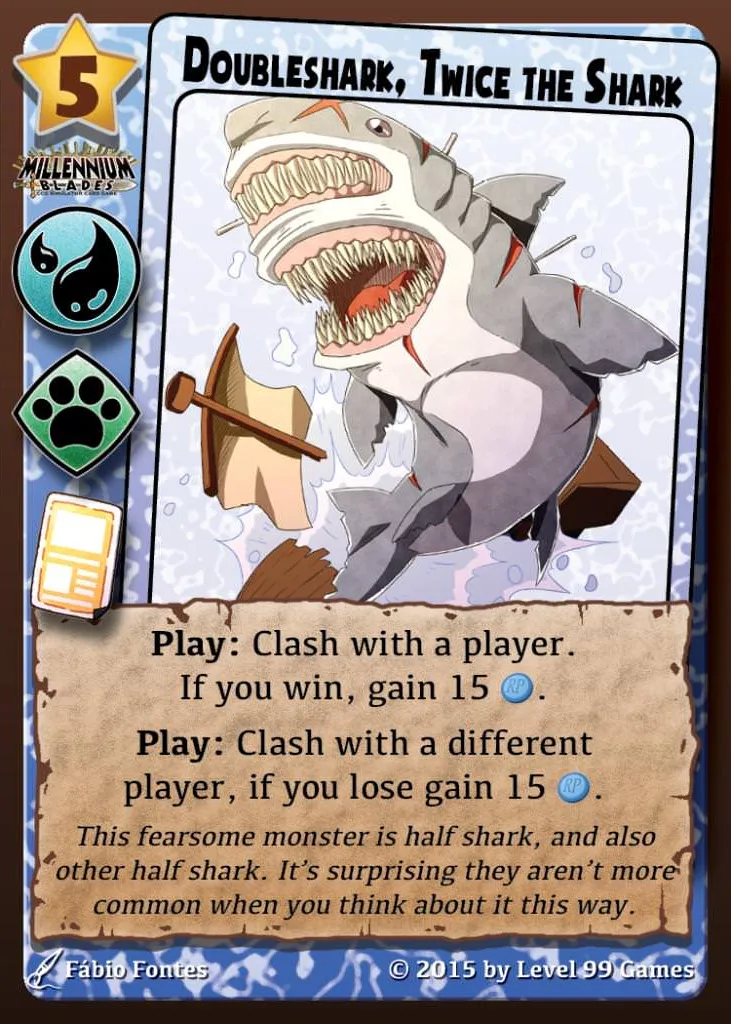 5
MILLENNIUM
BLADES
DOUBLESHARK, TWICE THE SHARK
Play: Clash with a player.
If you win, gain 15 RP.
Play: Clash with a different
player, if you lose gain 15 RP.
This fearsome monster is half shark, and also
other half shark. It's surprising they aren't more
common when you think about it this way.
Fábio Fontes
© 2015 by Level 99 Games